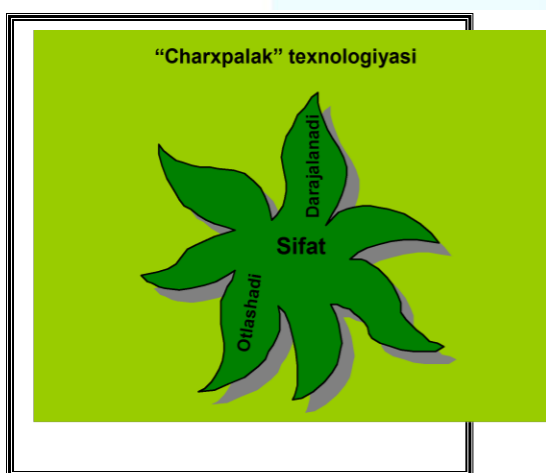 “Charxpalak” texnologiyasi
Darajalanadi
Sifat
Otlashadi